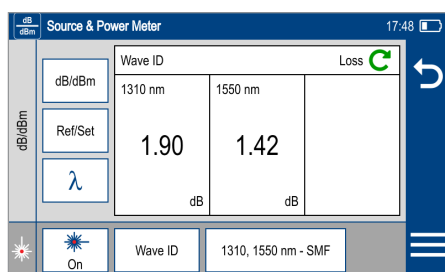 dB
dBm
Source & Power Meter
17:48
dB/dBm
dB/dBm
Ref/Set
λ
Wave ID
Loss
1310 nm
1550 nm
1.90
1.42
dB
dB
On
Wave ID
1310, 1550 nm - SMF